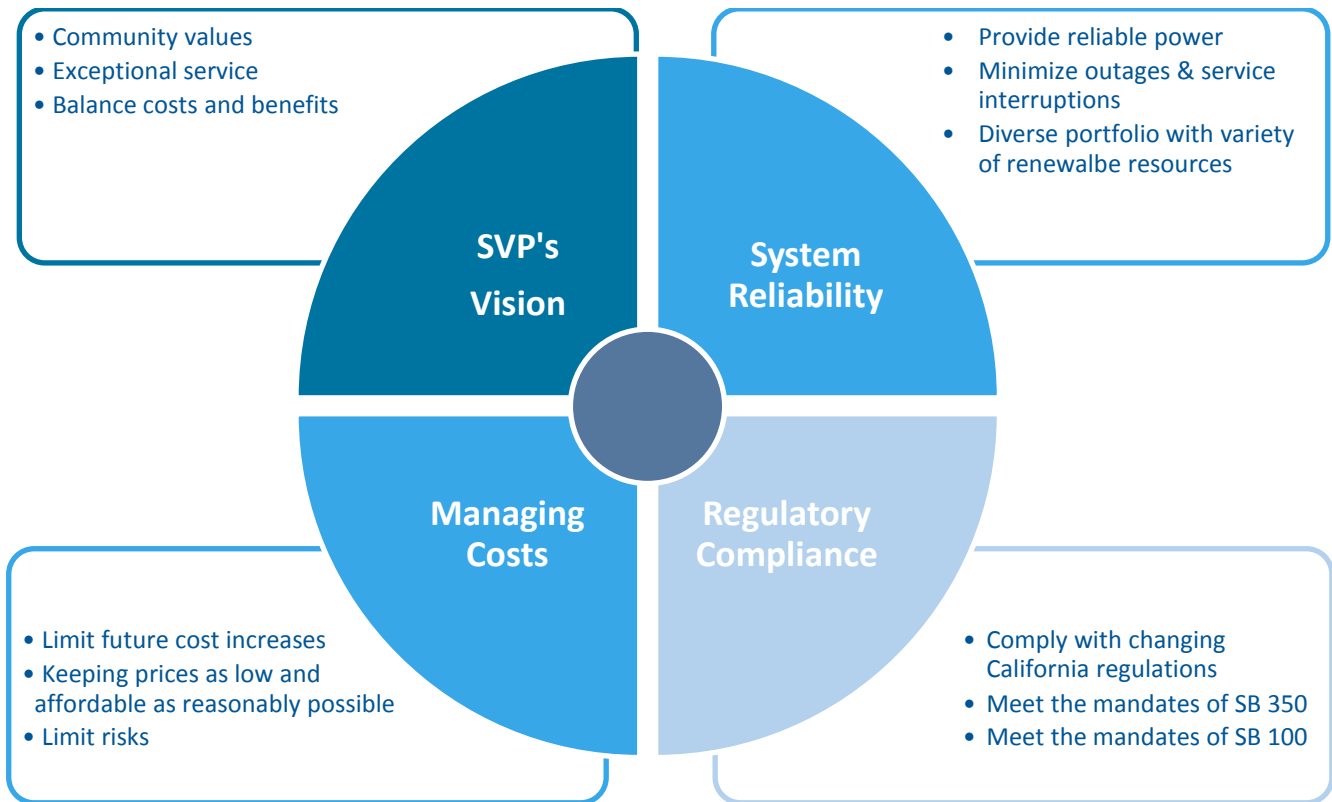 • Community values
• Exceptional service
• Balance costs and benefits
• Provide reliable power
• Minimize outages & service
interruptions
• Diverse portfolio with variety
of renewalbe resources
SVP's
Vision
System
Reliability
Managing
Costs
Regulatory
Compliance
• Limit future cost increases
• Keeping prices as low and
affordable as reasonably possible
• Limit risks
• Comply with changing
California regulations
• Meet the mandates of SB 350
• Meet the mandates of SB 100